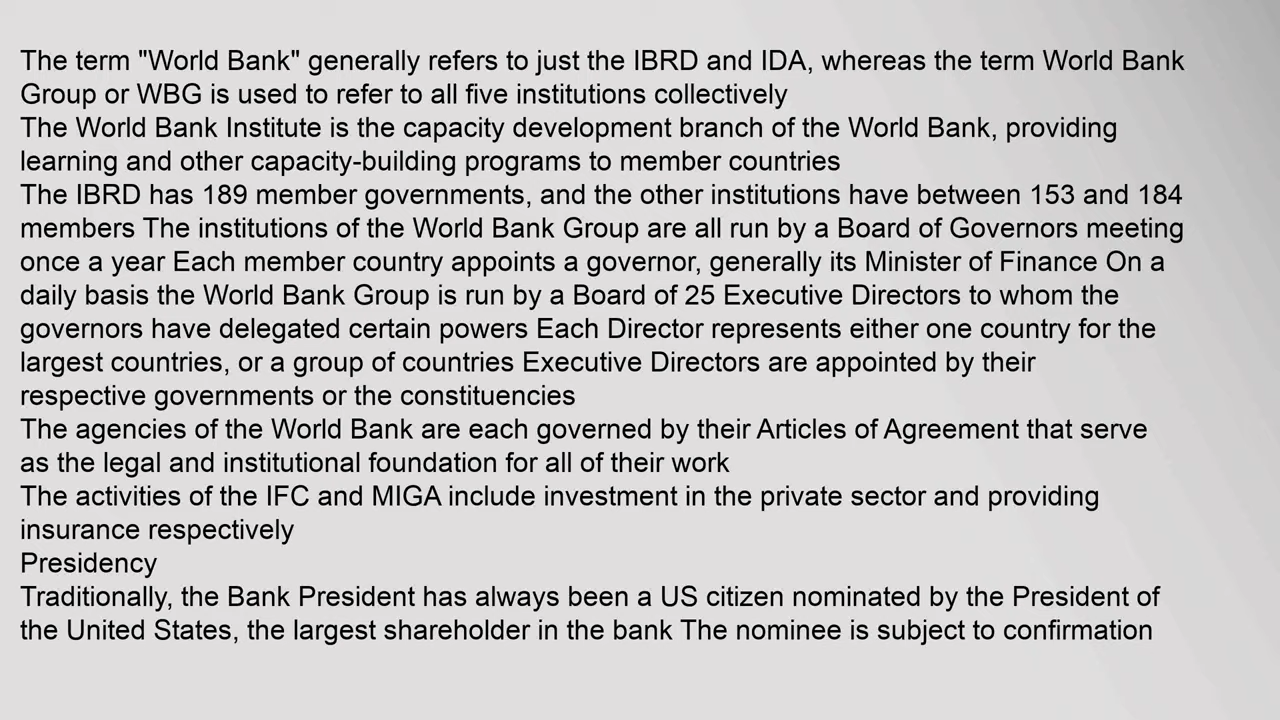 The term "World Bank" generally refers to just the IBRD and IDA, whereas the term World Bank
Group or WBG is used to refer to all five institutions collectively
The World Bank Institute is the capacity development branch of the World Bank, providing
learning and other capacity-building programs to member countries
The IBRD has 189 member governments, and the other institutions have between 153 and 184
members The institutions of the World Bank Group are all run by a Board of Governors meeting
once a year Each member country appoints a governor, generally its Minister of Finance On a
daily basis the World Bank Group is run by a Board of 25 Executive Directors to whom the
governors have delegated certain powers Each Director represents either one country for the
largest countries, or a group of countries Executive Directors are appointed by their
respective governments or the constituencies
The agencies of the World Bank are each governed by their Articles of Agreement that serve
as the legal and institutional foundation for all of their work
The activities of the IFC and MIGA include investment in the private sector and providing
insurance respectively
Presidency
Traditionally, the Bank President has always been a US citizen nominated by the President of
the United States, the largest shareholder in the bank The nominee is subject to confirmation